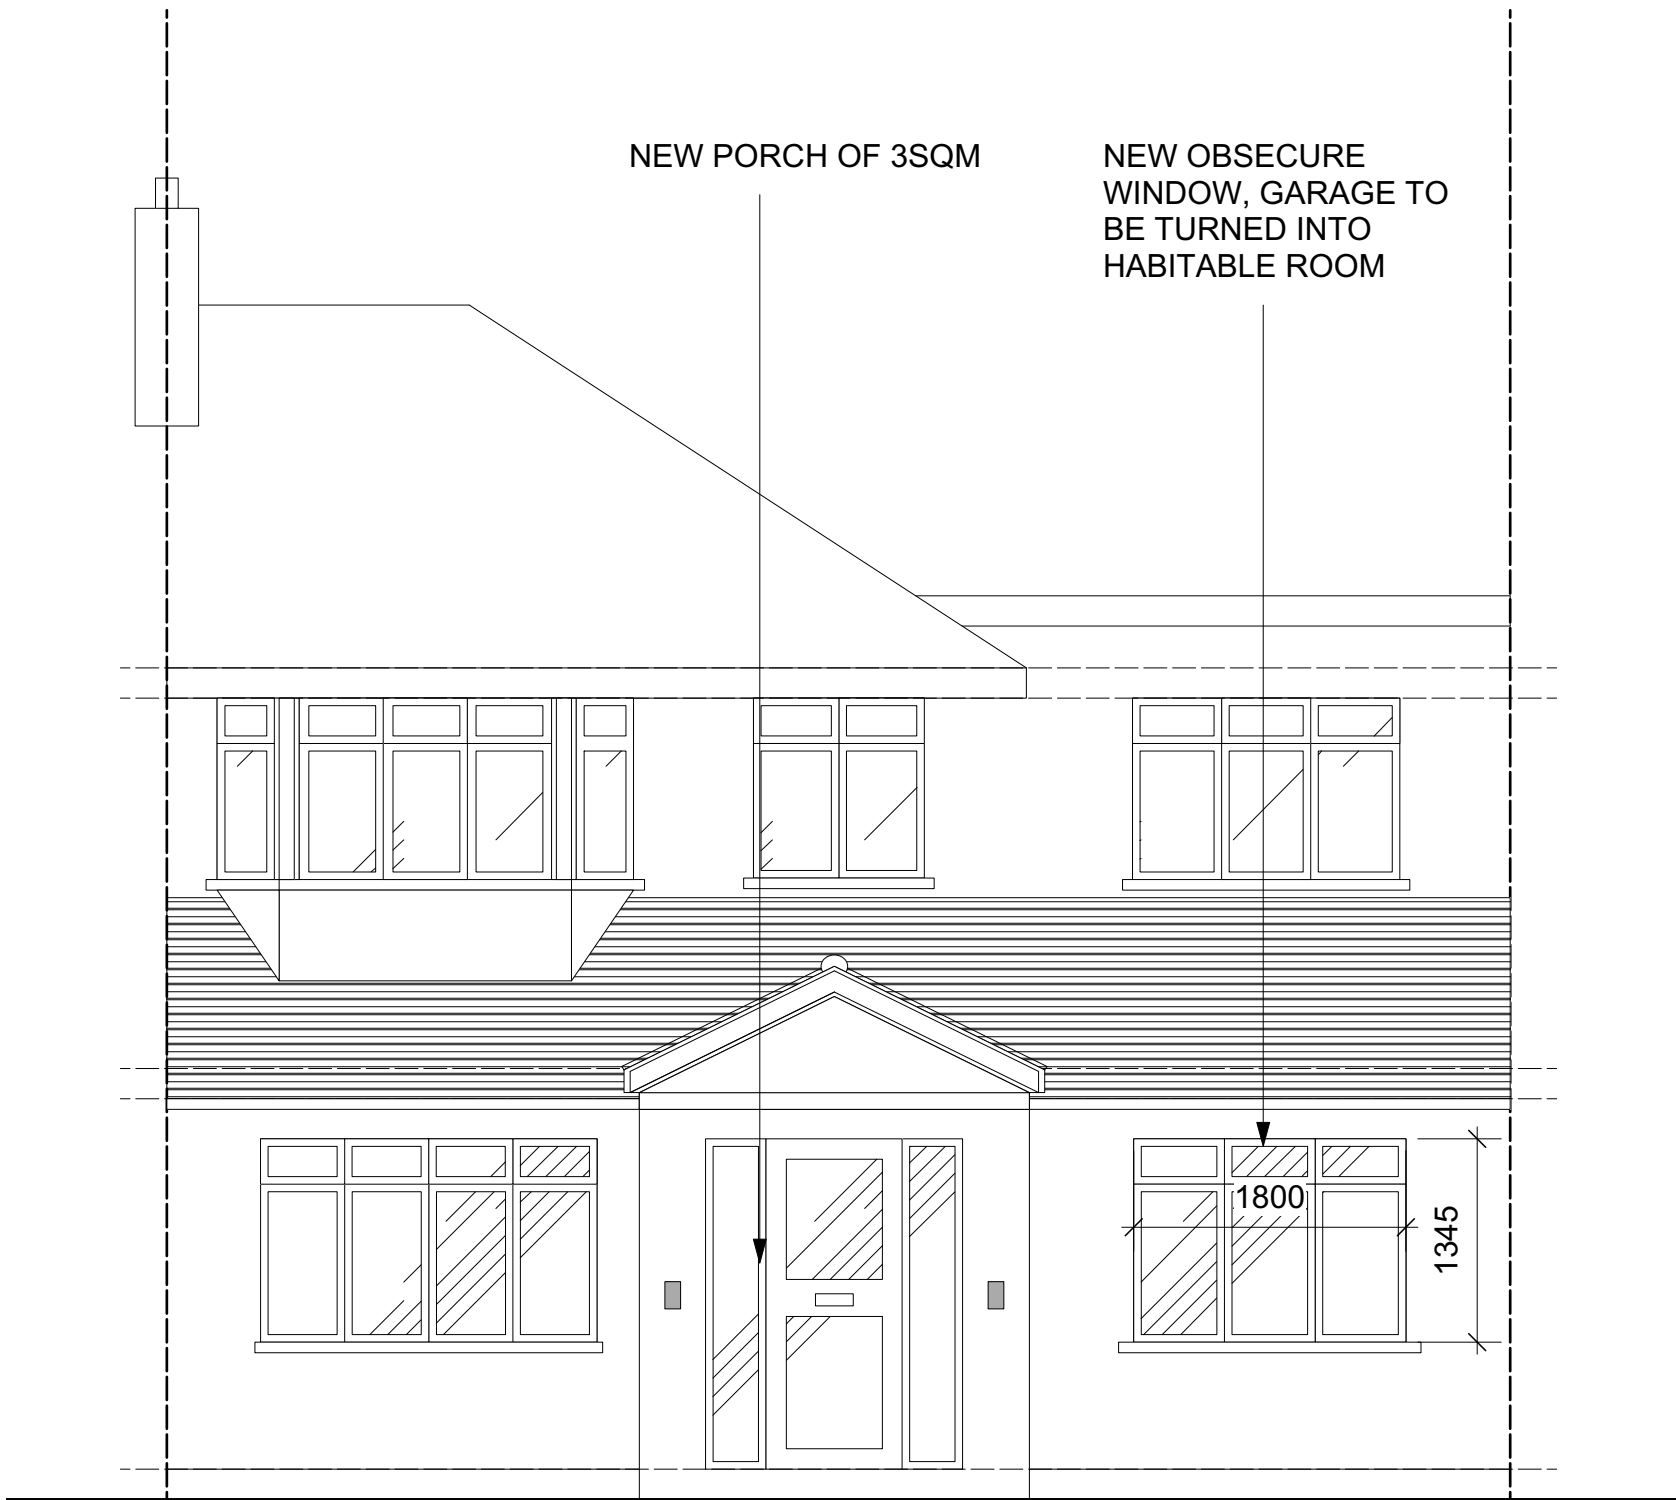 NEW PORCH OF 3SQM
NEW OBSECURE
WINDOW, GARAGE TO
BE TURNED INTO
HABITABLE ROOM
1800
1345